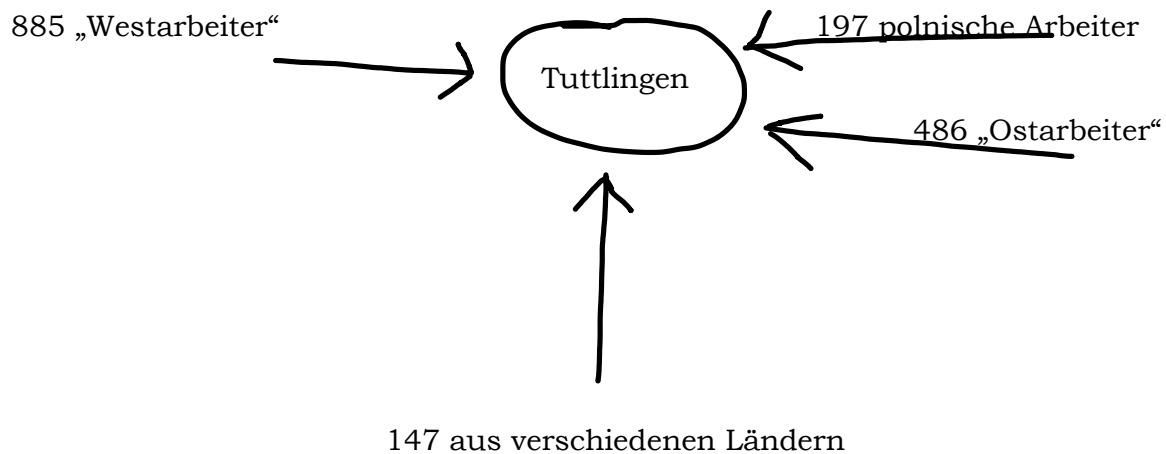 885 „Westarbeiter“
197 polnische Arbeiter
Tuttlingen
486 „Ostarbeiter“
147 aus verschiedenen Ländern